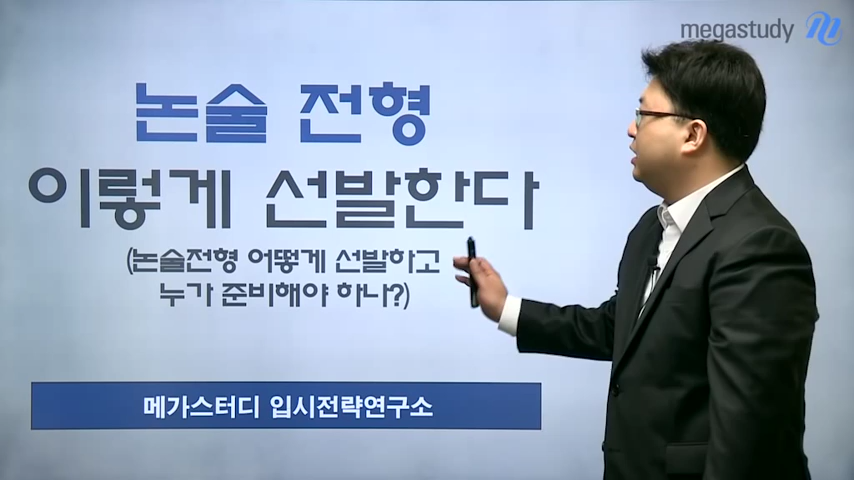 megastudy
논술 전형
이렇게 선발한다
(논술전형 어떻게 선발하고
누가 준비해야 하나?)
메가스터디 입시전략연구소